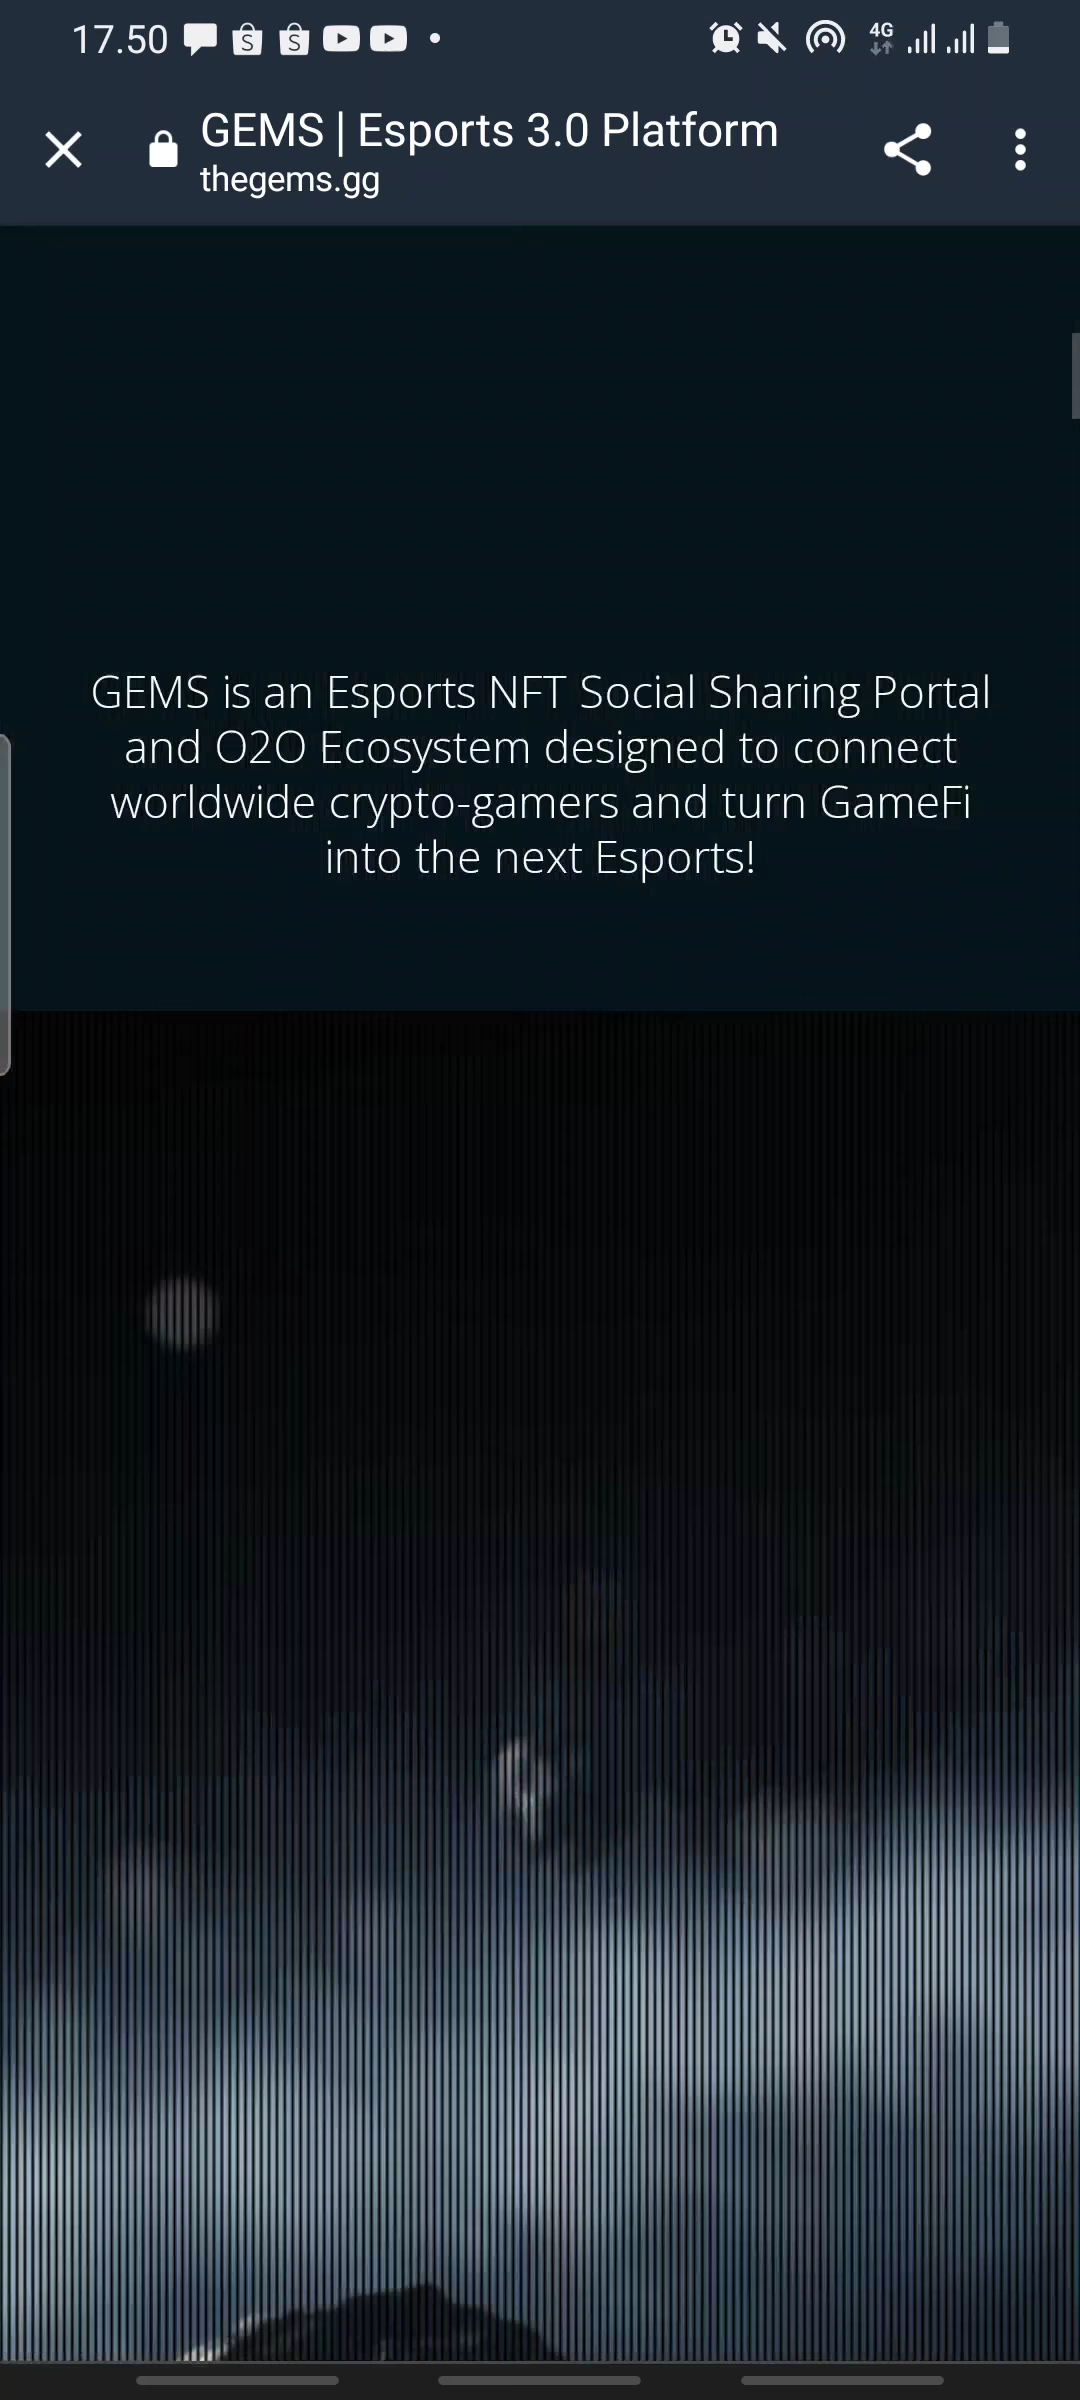 17.50
4G
GEMS | Esports 3.0 Platform
thegems.gg
GEMS is an Esports NFT Social Sharing Portal
and O2O Ecosystem designed to connect
worldwide crypto-gamers and turn GameFi
into the next Esports!